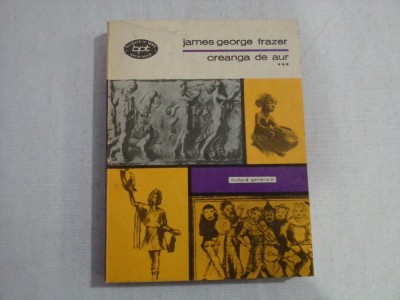 bpt
james george frazer
creanga de aur
***
cultură generală